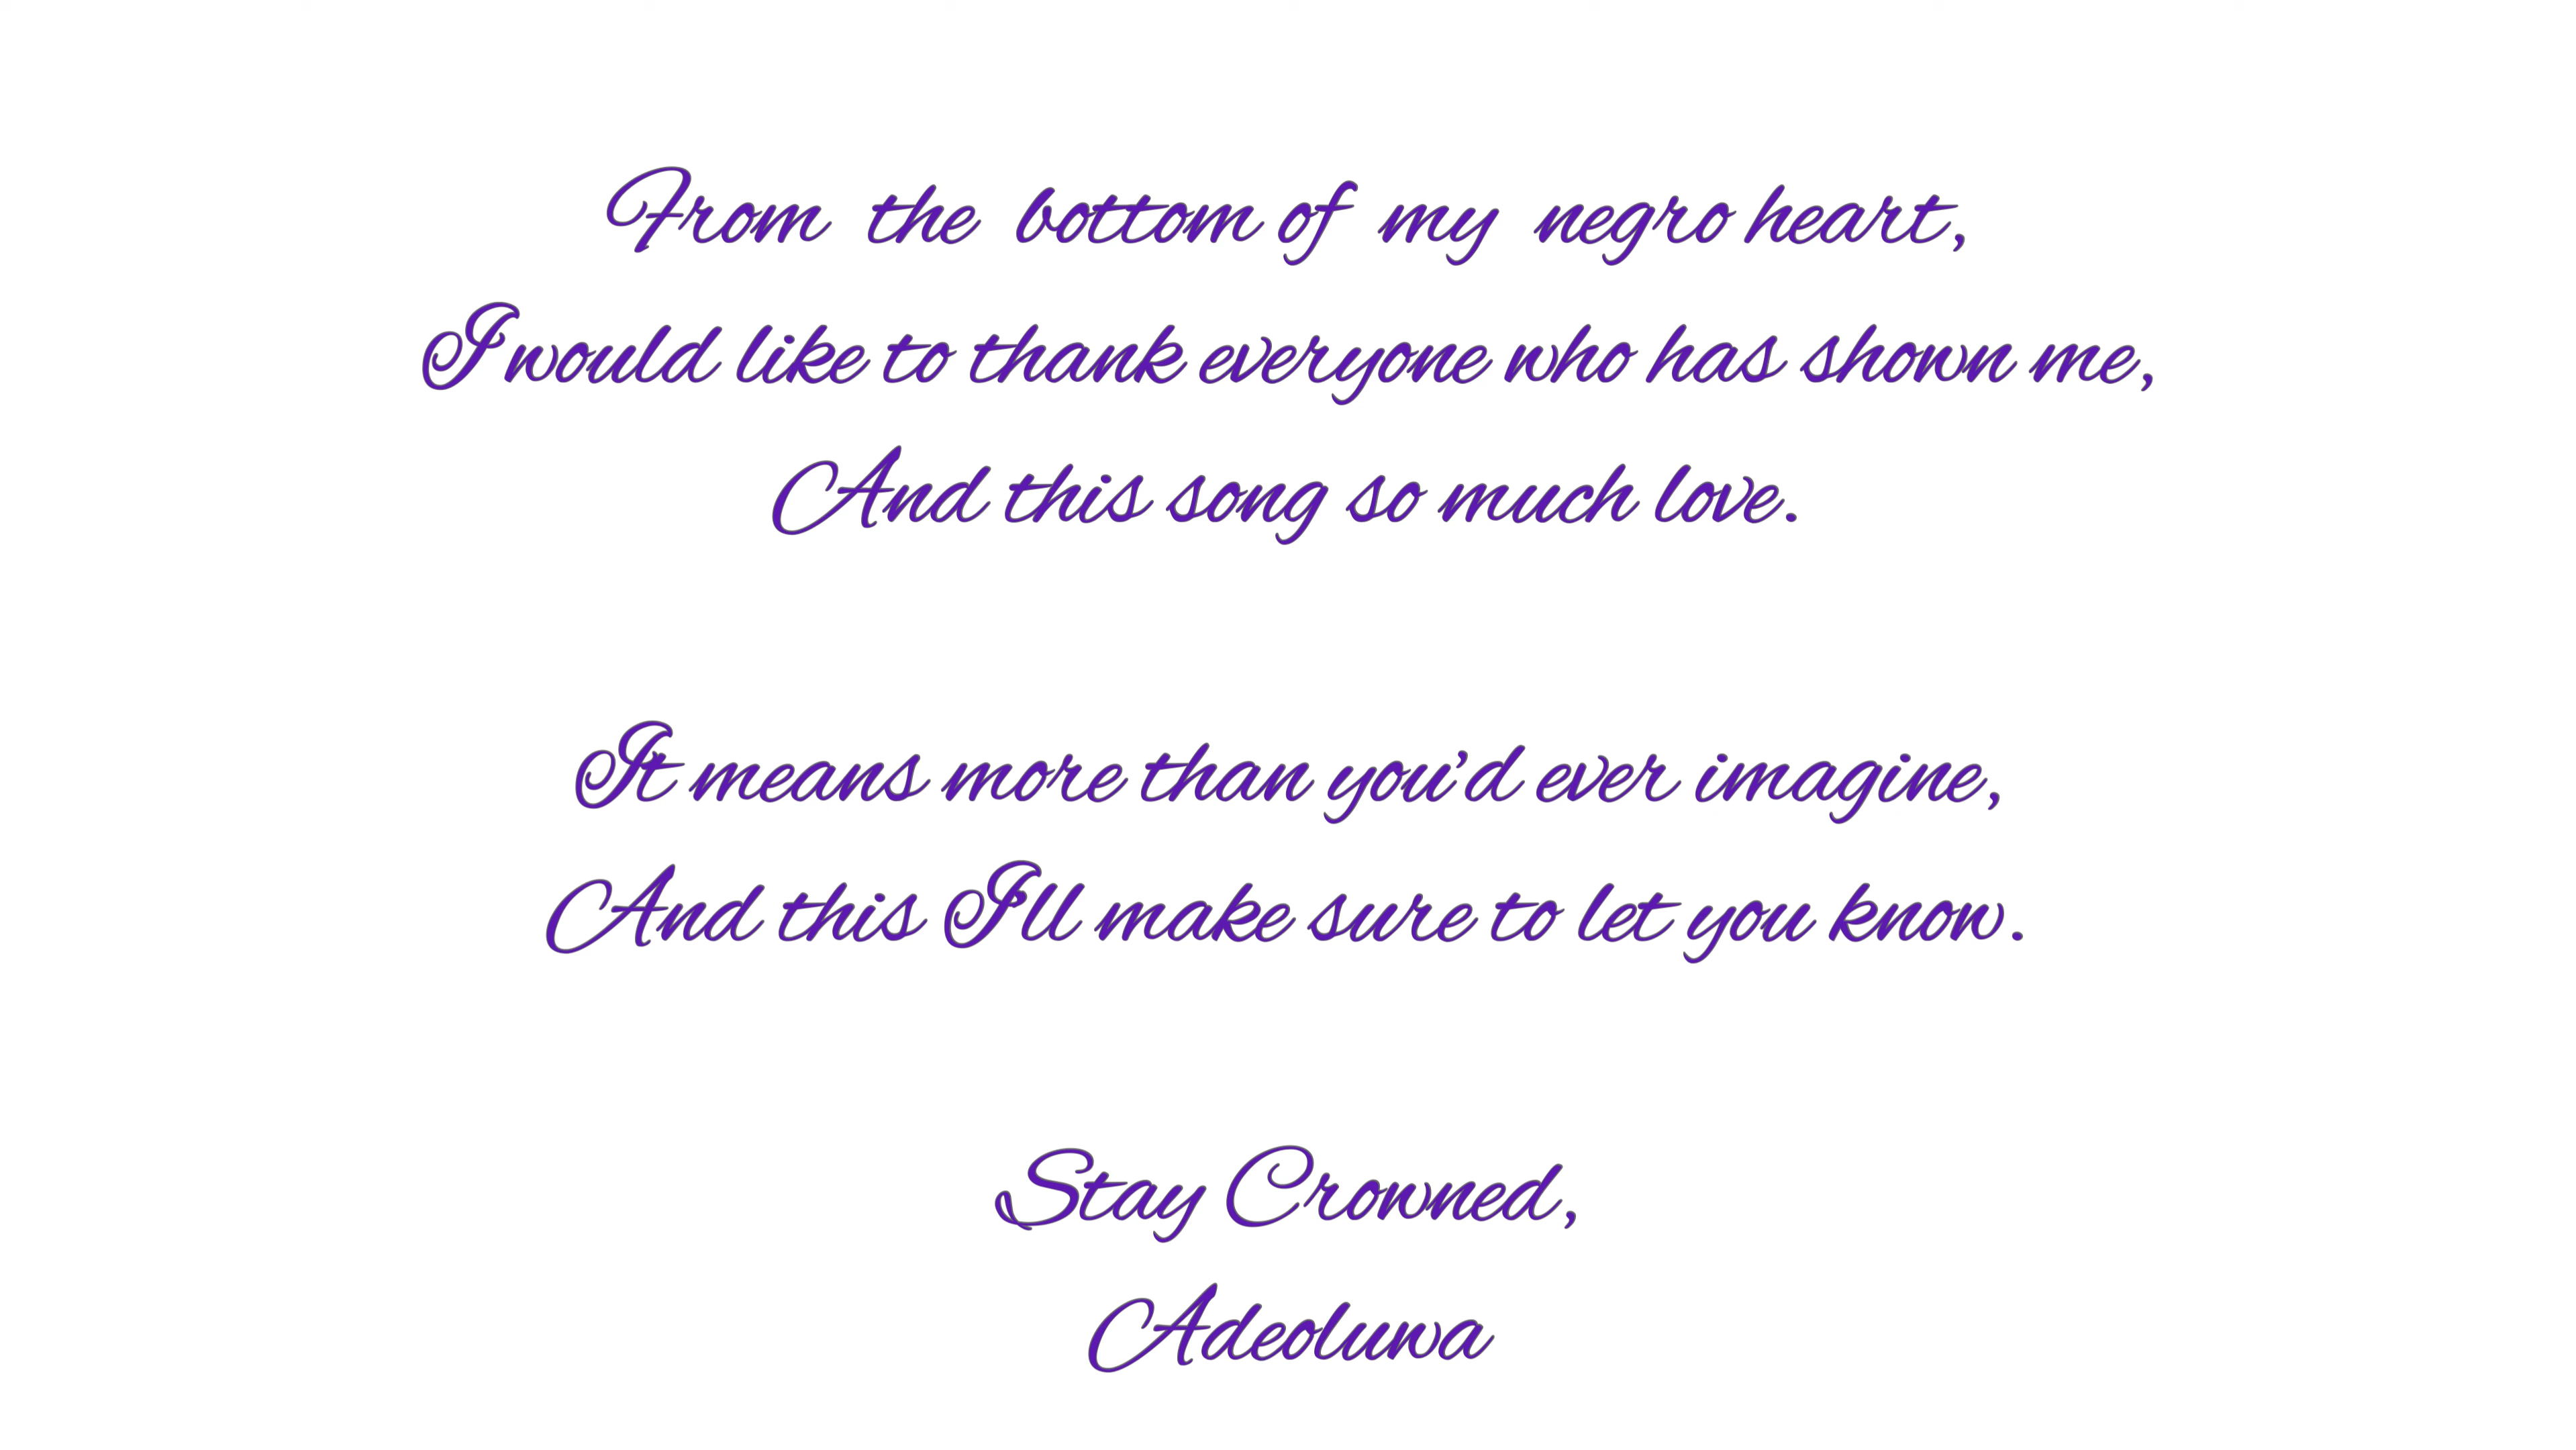 From the bottom of my negro heart,
I would like to thank everyone who has shown me,
And this song so much love.
It means more than you'd ever imagine,
And this I'll make sure to let you know.
Stay Crowned,
Adeoluwa